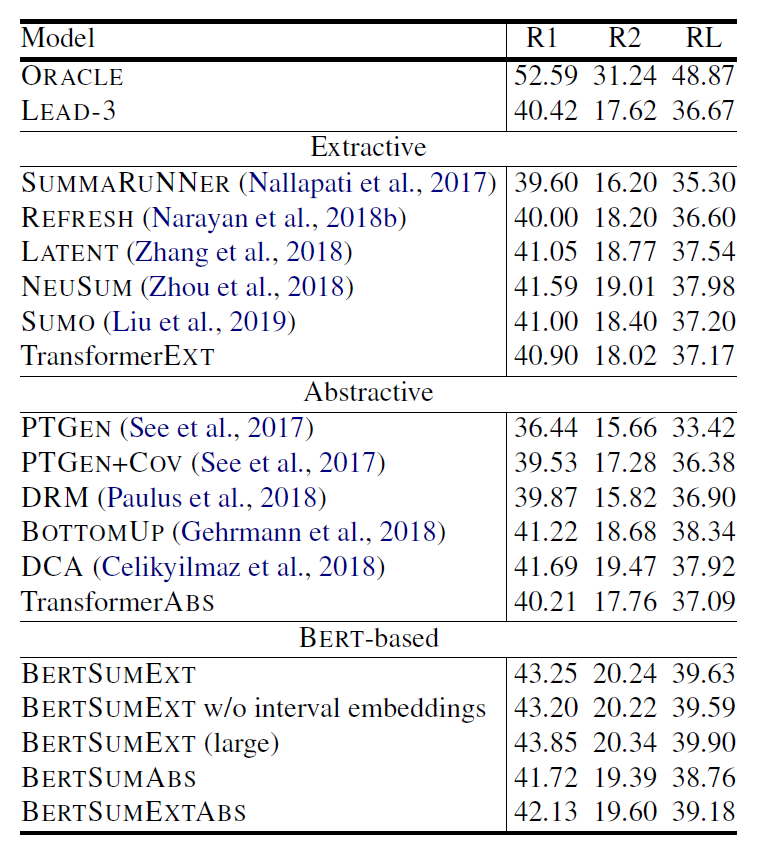 Model R1 R2 RL
ORACLE 52.59 31.24 48.87
LEAD-3 40.42 17.62 36.67
Extractive
SUMMARUNNER (Nallapati et al., 2017) 39.60 16.20 35.30
REFRESH (Narayan et al., 2018b) 40.00 18.20 36.60
LATENT (Zhang et al., 2018) 41.05 18.77 37.54
NEUSUM (Zhou et al., 2018) 41.59 19.01 37.98
SUMO (Liu et al., 2019) 41.00 18.40 37.20
TransformerEXT 40.90 18.02 37.17
Abstractive
PTGEN (See et al., 2017) 36.44 15.66 33.42
PTGEN+COV (See et al., 2017) 39.53 17.28 36.38
DRM (Paulus et al., 2018) 39.87 15.82 36.90
BOTTOMUP (Gehrmann et al., 2018) 41.22 18.68 38.34
DCA (Celikyilmaz et al., 2018) 41.69 19.47 37.92
TransformerABS 40.21 17.76 37.09
BERT-based
BERTSUMEXT 43.25 20.24 39.63
BERTSUMEXT w/o interval embeddings 43.20 20.22 39.59
BERTSUMEXT (large) 43.85 20.34 39.90
BERTSUMABS 41.72 19.39 38.76
BERTSUMEXTABS 42.13 19.60 39.18